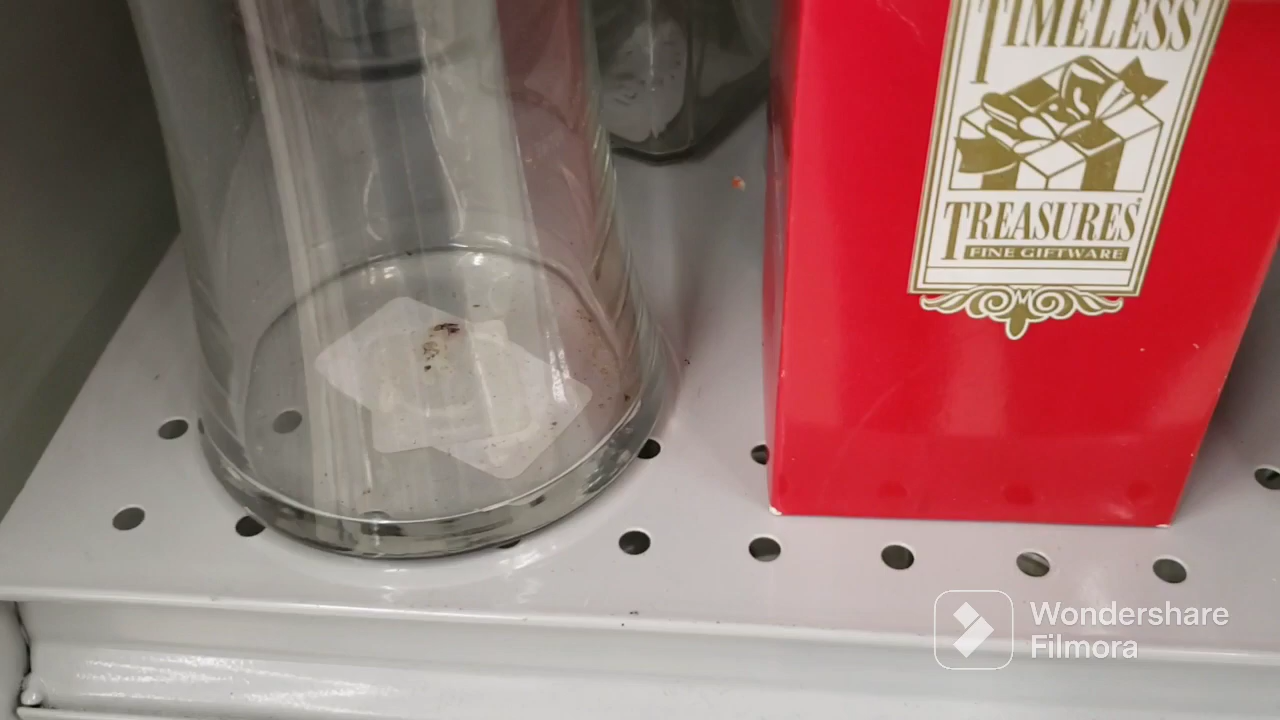 TIMELESS
TREASURES
FINE GIFTWARE
Wondershare
Filmora